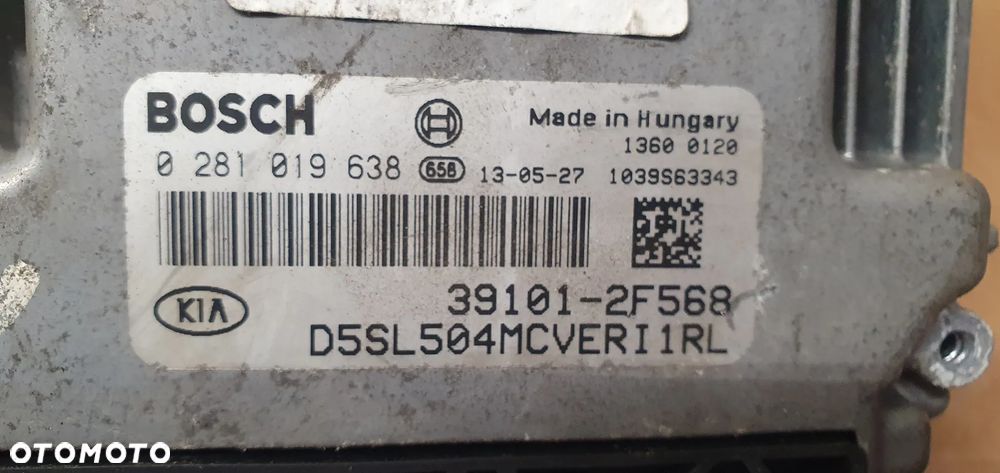 BOSCH
Made in Hungary
1360 0120
0 281 019 638 658 13-05-27 1039S63343
KIA
39101-2F568
D5SL504MCVERI1RL
OTOMOTO